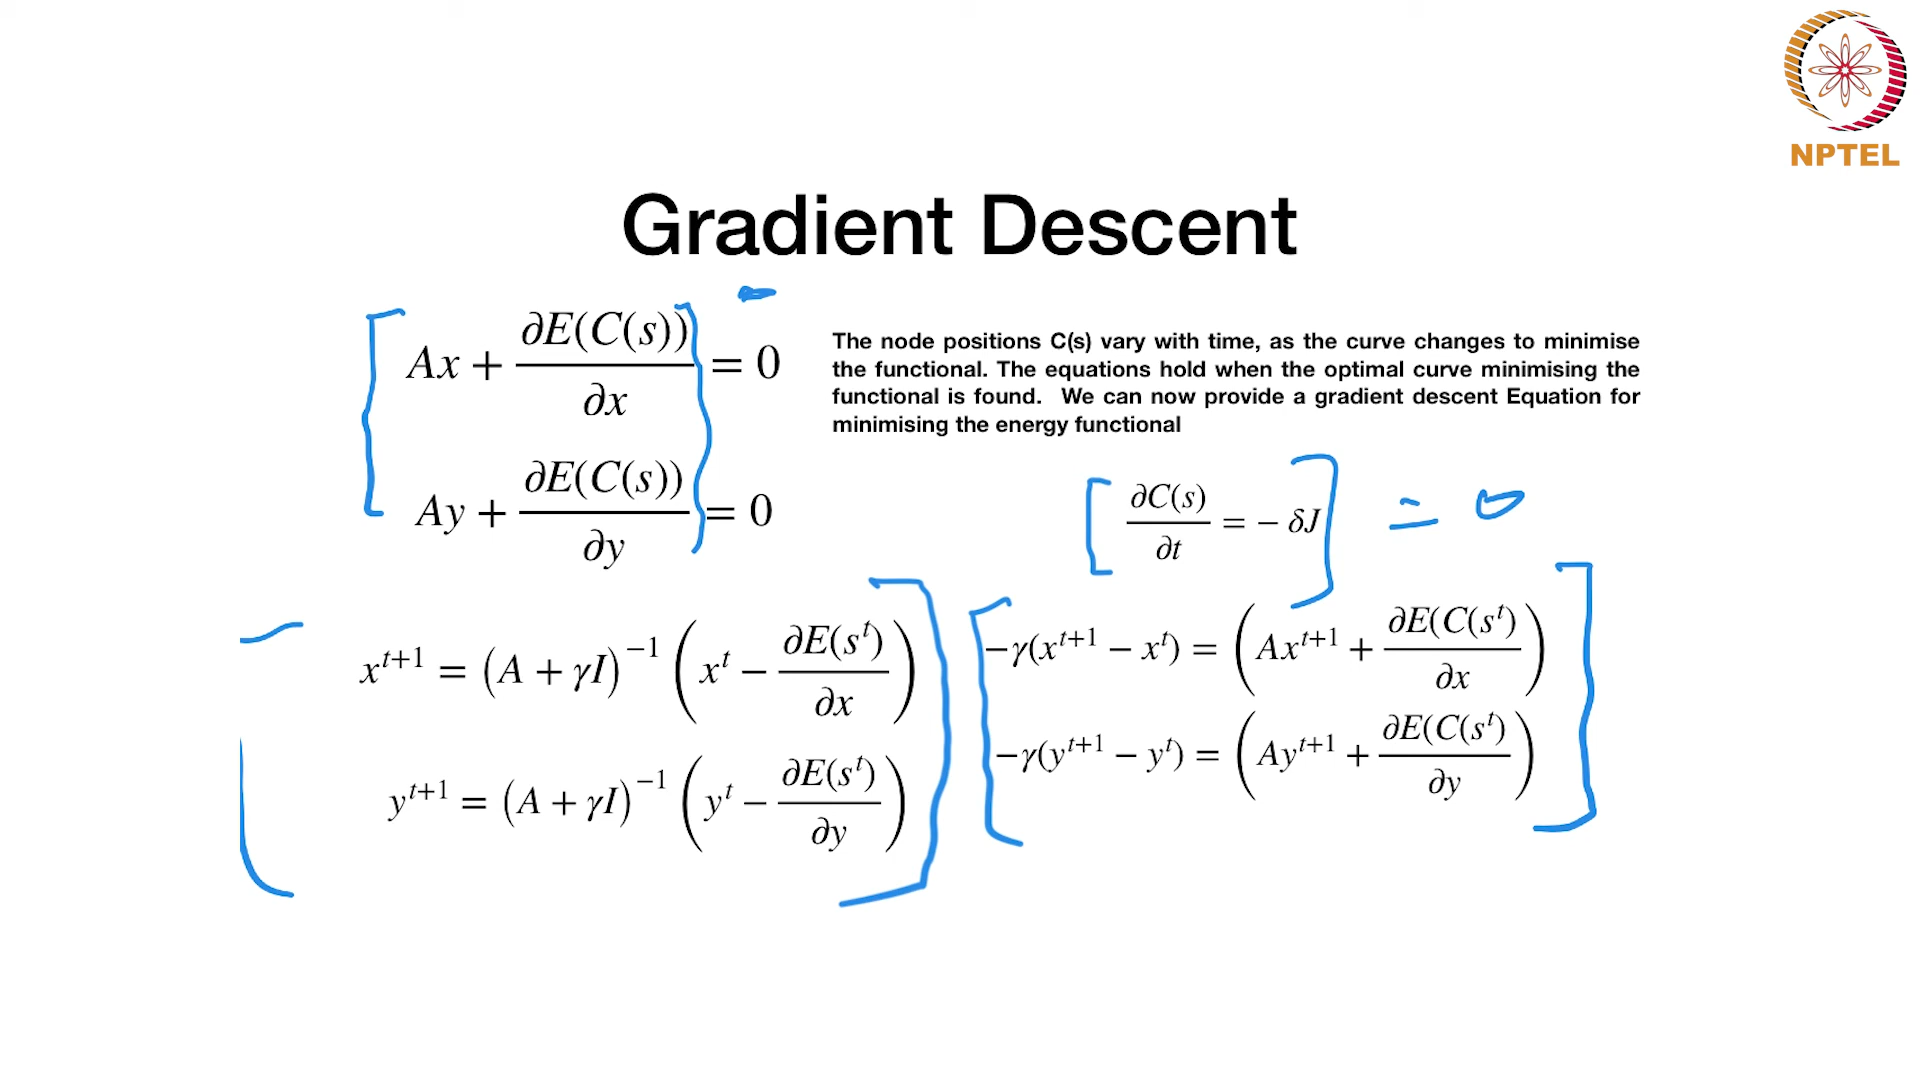 NPTEL
Gradient Descent
Ax + ∂E(C(s))/∂x = 0
Ay + ∂E(C(s))/∂y = 0
The node positions C(s) vary with time, as the curve changes to minimise
the functional. The equations hold when the optimal curve minimising the
functional is found. We can now provide a gradient descent Equation for
minimising the energy functional
[∂C(s)/∂t = − δJ] = 0
x^{t+1} = (A + γI)^{−1} (x^t − ∂E(s^t)/∂x)
y^{t+1} = (A + γI)^{−1} (y^t − ∂E(s^t)/∂y)
−γ(x^{t+1} − x^t) = (Ax^{t+1} + ∂E(C(s^t)/∂x)
−γ(y^{t+1} − y^t) = (Ay^{t+1} + ∂E(C(s^t)/∂y)